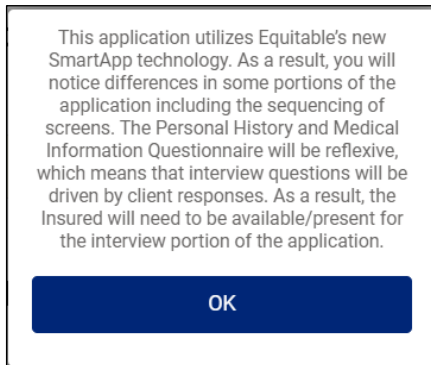 This application utilizes Equitable's new
SmartApp technology. As a result, you will
notice differences in some portions of the
application including the sequencing of
screens. The Personal History and Medical
Information Questionnaire will be reflexive,
which means that interview questions will be
driven by client responses. As a result, the
Insured will need to be available/present for
the interview portion of the application.
OK